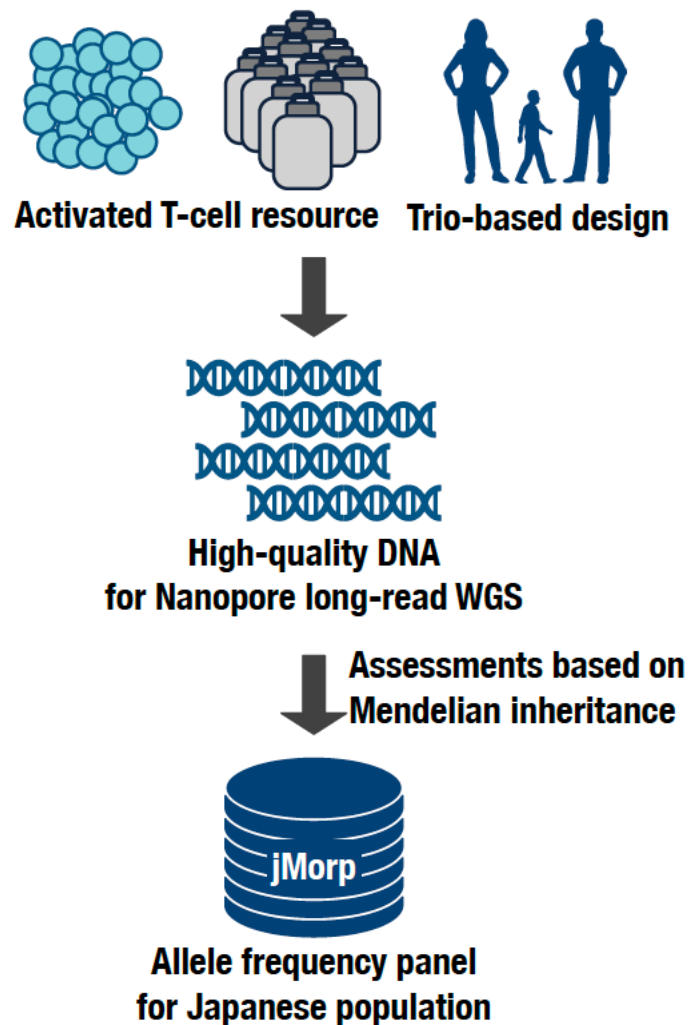 Activated T-cell resource
Trio-based design
High-quality DNA
for Nanopore long-read WGS
Assessments based on
Mendelian inheritance
jMorp
Allele frequency panel
for Japanese population